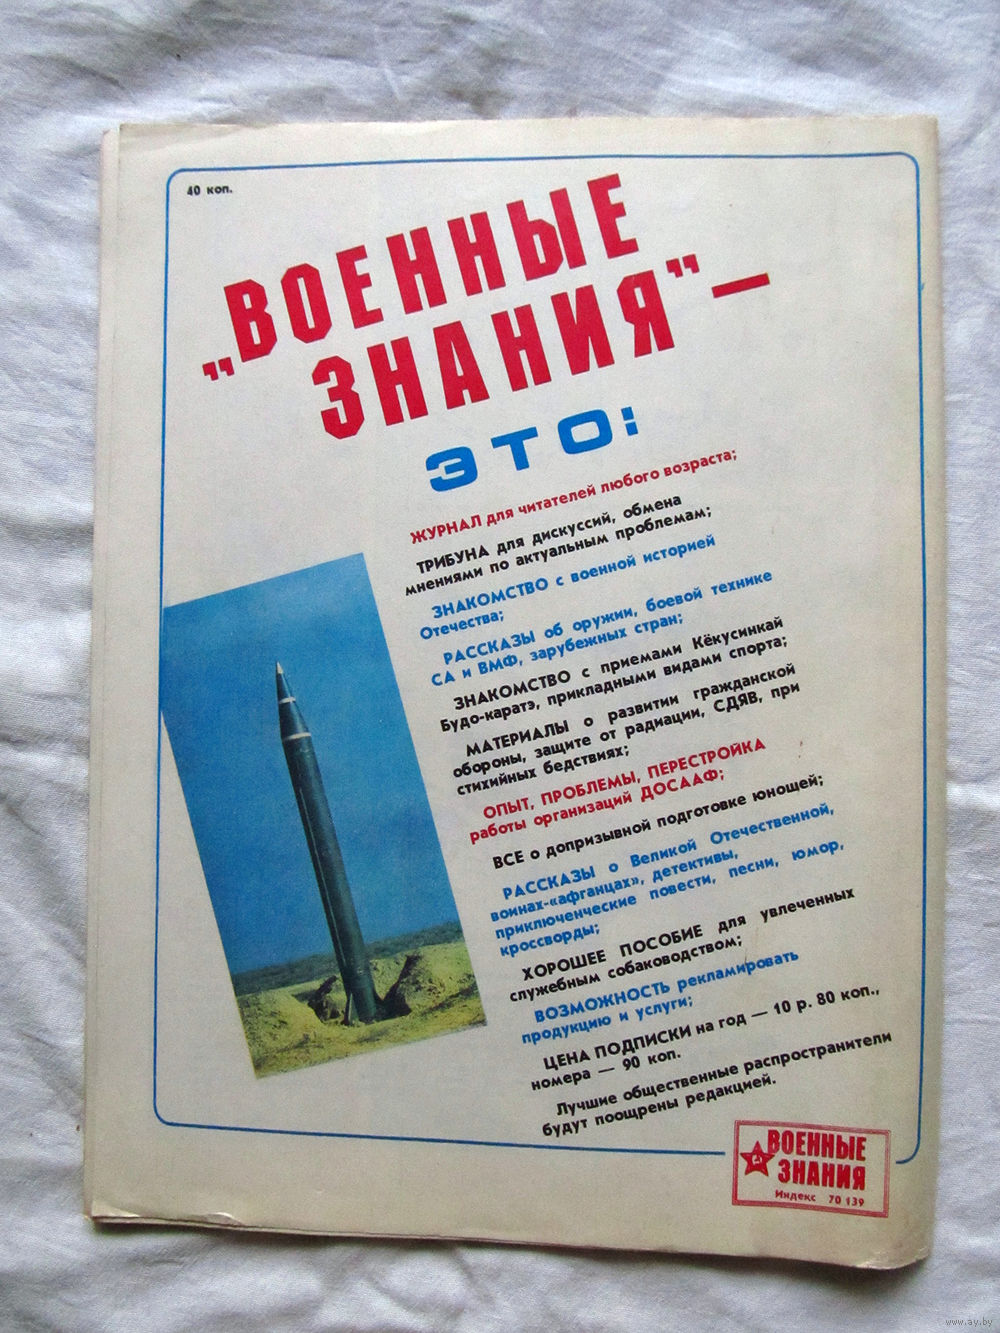 40 коп.
„ВОЕННЫЕ
ЗНАНИЯ" —
ЭТО:
ЖУРНАЛ для читателей любого возраста;
ТРИБУНА для дискуссий, обмена
мнениями по актуальным проблемам;
ЗНАКОМСТВО с военной историей
Отечества;
РАССКАЗЫ об оружии, боевой технике
СА и ВМФ, зарубежных стран;
ЗНАКОМСТВО с приемами Кёкусинкай
Будо-каратэ, прикладными видами спорта;
МАТЕРИАЛЫ о развитии гражданской
обороны, защите от радиации, СДЯВ, при
стихийных бедствиях;
ОПЫТ, ПРОБЛЕМЫ, ПЕРЕСТРОЙКА
работы организаций ДОСААФ;
ВСЕ о допризывной подготовке юношей;
РАССКАЗЫ о Великой Отечественной,
воинах-«афганцах», детективы,
приключенческие повести, песни, юмор,
кроссворды;
ХОРОШЕЕ ПОСОБИЕ для увлеченных
служебным собаководством;
ВОЗМОЖНОСТЬ рекламировать
продукцию и услуги;
ЦЕНА ПОДПИСКИ на год — 10 р. 80 коп.,
номера — 90 коп.
Лучшие общественные распространители
будут поощрены редакцией.
ВОЕННЫЕ
ЗНАНИЯ
Индекс 70139
www.ay.by